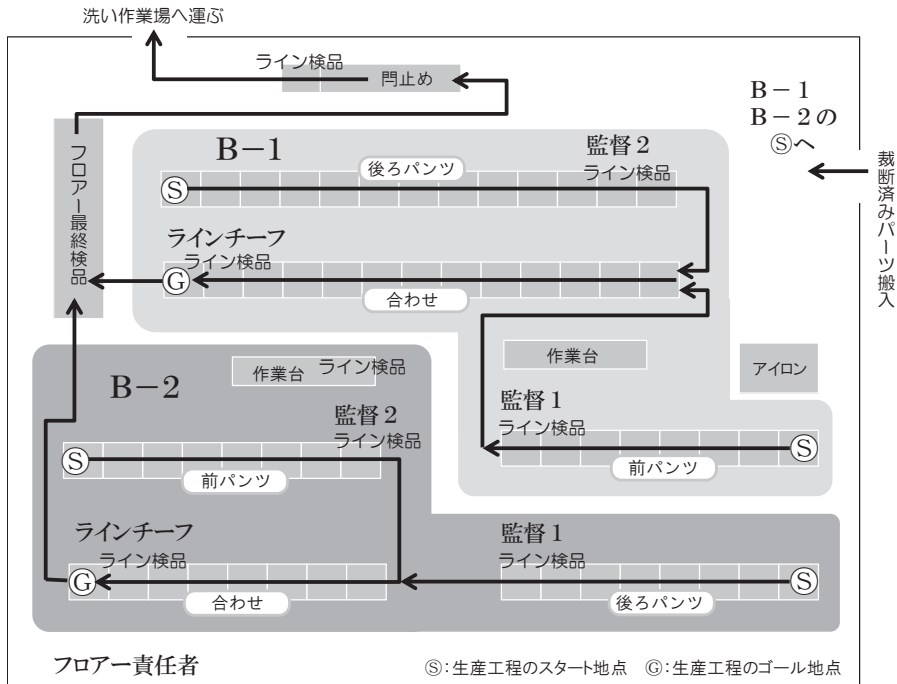 洗い作業場へ運ぶ
ライン検品
閂止め
B－1
B－2の
Ⓢへ
裁断済みパーツ搬入
フロアー最終検品
B－1
監督2
ライン検品
後ろパンツ
Ⓢ
ラインチーフ
ライン検品
Ⓖ
合わせ
作業台
アイロン
監督1
ライン検品
Ⓢ
前パンツ
B－2
作業台
ライン検品
監督2
ライン検品
Ⓢ
前パンツ
ラインチーフ
ライン検品
Ⓖ
合わせ
監督1
ライン検品
Ⓢ
後ろパンツ
フロアー責任者
Ⓢ：生産工程のスタート地点　Ⓖ：生産工程のゴール地点